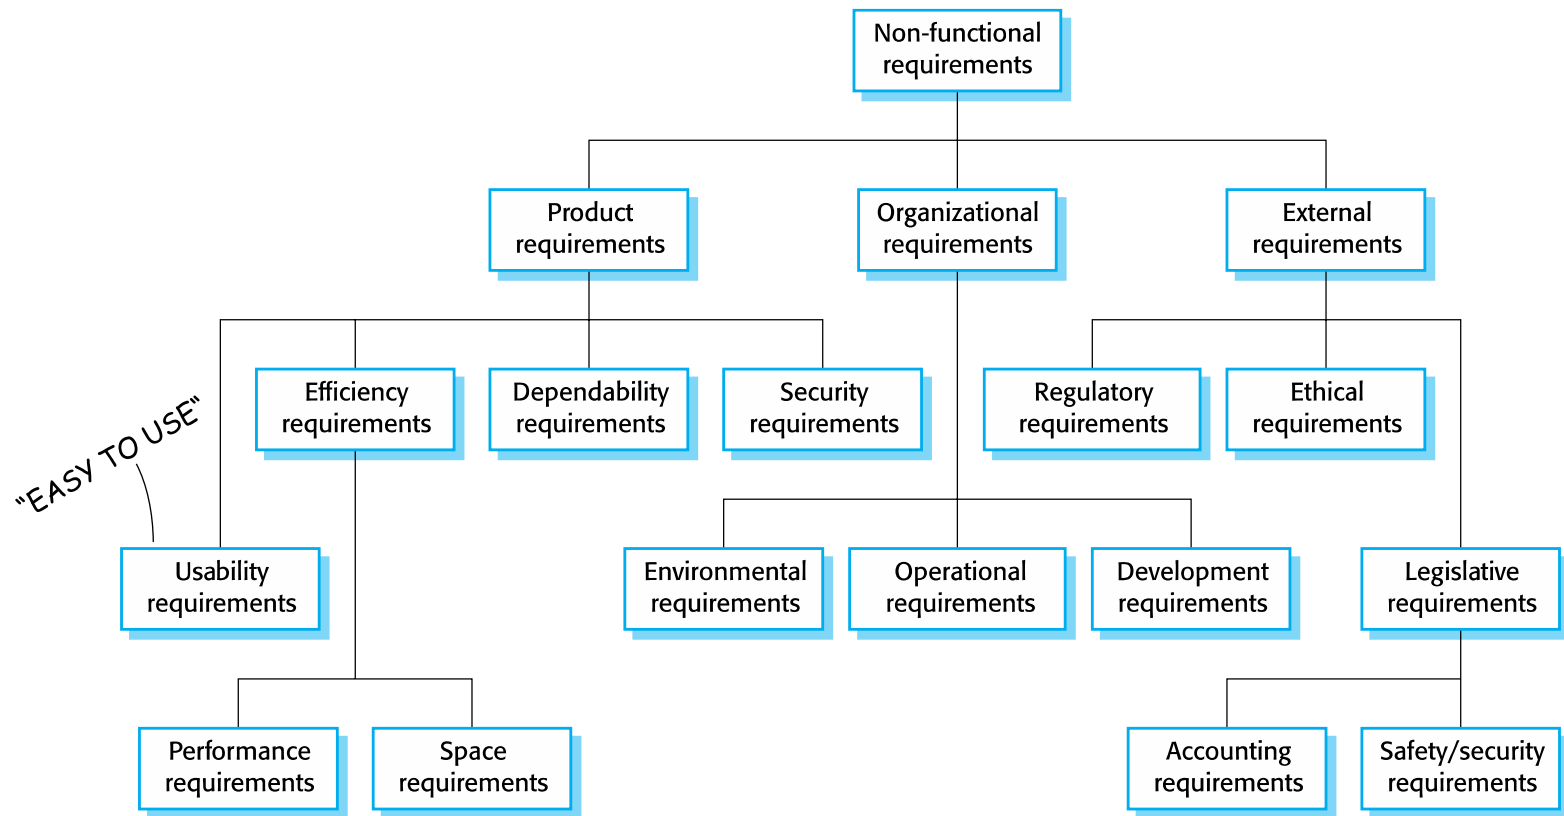 Non-functional
requirements
Product
requirements
Organizational
requirements
External
requirements
Efficiency
requirements
Dependability
requirements
Security
requirements
Regulatory
requirements
Ethical
requirements
"EASY TO USE"
Usability
requirements
Environmental
requirements
Operational
requirements
Development
requirements
Legislative
requirements
Performance
requirements
Space
requirements
Accounting
requirements
Safety/security
requirements